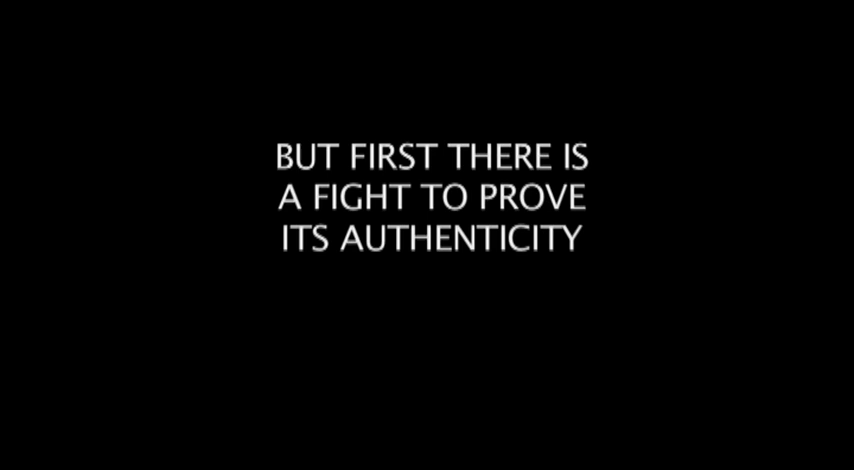 BUT FIRST THERE IS
A FIGHT TO PROVE
ITS AUTHENTICITY